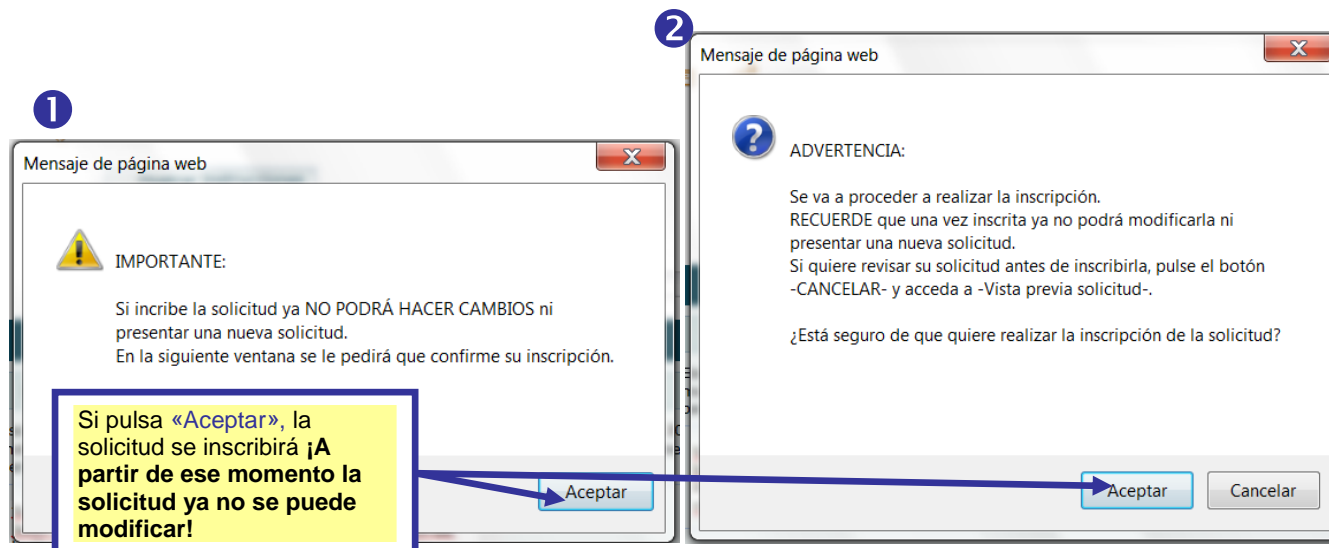 ❶
Mensaje de página web
X
IMPORTANTE:
Si incribe la solicitud ya NO PODRÁ HACER CAMBIOS ni
presentar una nueva solicitud.
En la siguiente ventana se le pedirá que confirme su inscripción.
Si pulsa «Aceptar», la
solicitud se inscribirá ¡A
partir de ese momento la
solicitud ya no se puede
modificar!
Aceptar
❷
Mensaje de página web
X
ADVERTENCIA:
Se va a proceder a realizar la inscripción.
RECUERDE que una vez inscrita ya no podrá modificarla ni
presentar una nueva solicitud.
Si quiere revisar su solicitud antes de inscribirla, pulse el botón
-CANCELAR- y acceda a -Vista previa solicitud-.
¿Está seguro de que quiere realizar la inscripción de la solicitud?
Aceptar
Cancelar